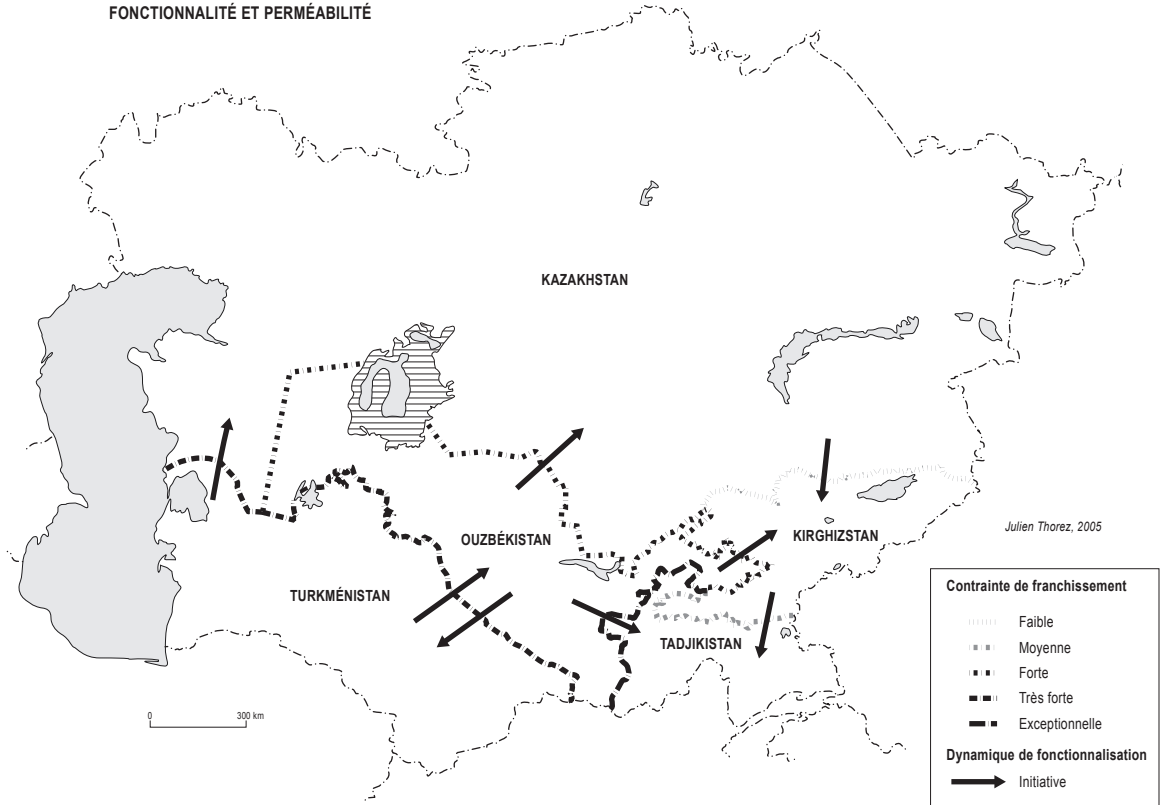 FONCTIONNALITÉ ET PERMÉABILITÉ
KAZAKHSTAN
OUZBÉKISTAN
KIRGHIZSTAN
Julien Thorez, 2005
TURKMÉNISTAN
TADJIKISTAN
0 300 km
Contrainte de franchissement
Faible
Moyenne
Forte
Très forte
Exceptionnelle
Dynamique de fonctionnalisation
Initiative